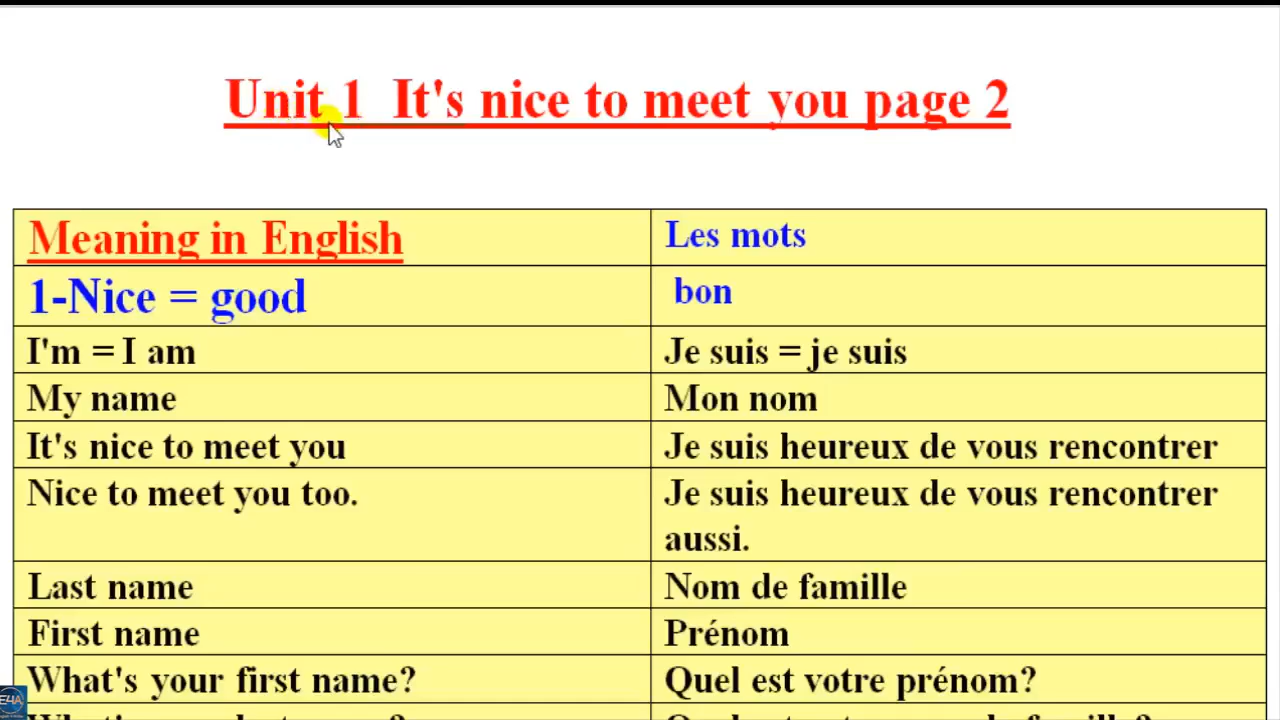 Unit 1 It's nice to meet you page 2
Meaning in English
Les mots
1-Nice = good
bon
I'm = I am
Je suis = je suis
My name
Mon nom
It's nice to meet you
Je suis heureux de vous rencontrer
Nice to meet you too.
Je suis heureux de vous rencontrer
aussi.
Last name
Nom de famille
First name
Prénom
What's your first name?
Quel est votre prénom?